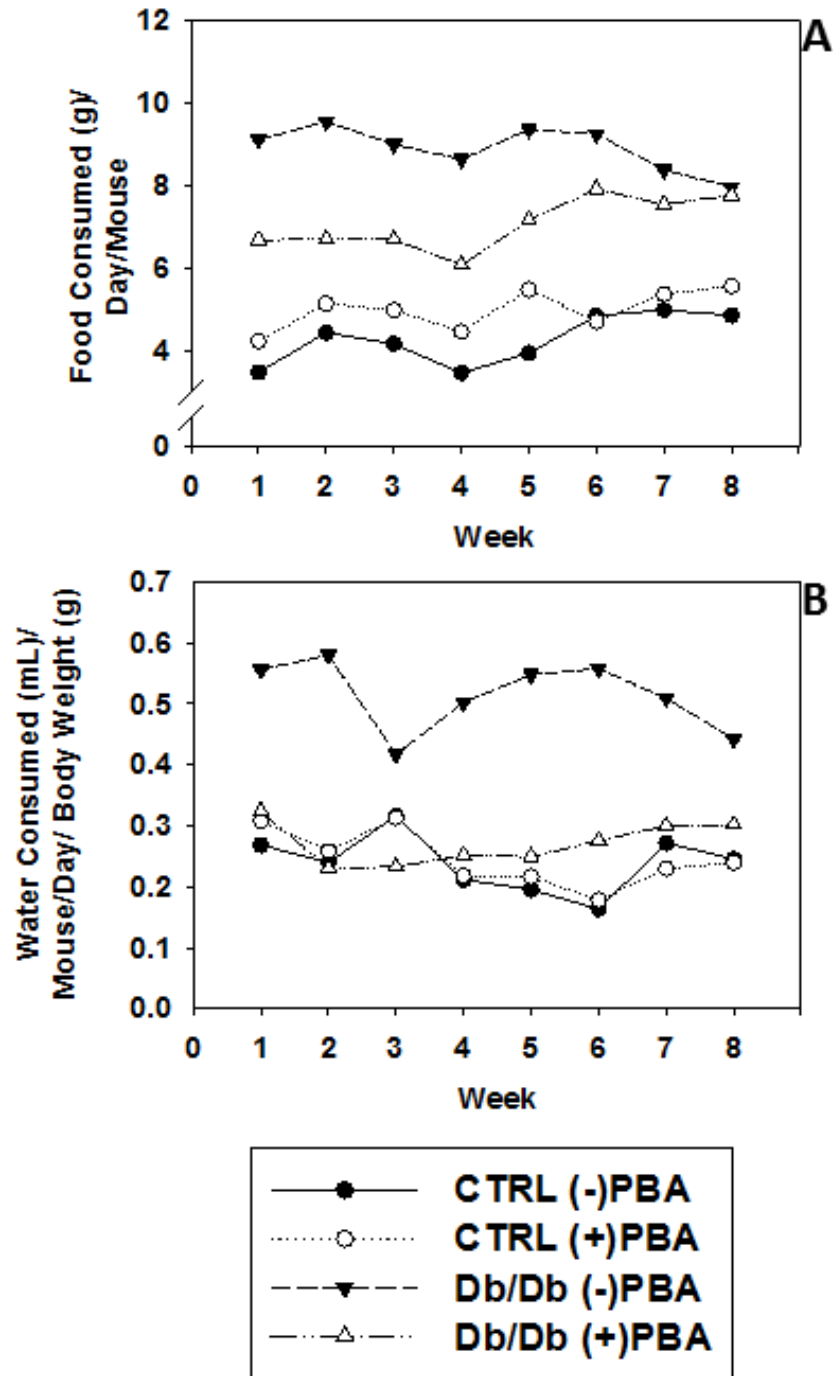 A
Food Consumed (g)/
Day/Mouse
12
10
8
6
4
0
0 1 2 3 4 5 6 7 8
Week
B
Water Consumed (mL)/
Mouse/Day/ Body Weight (g)
0.7
0.6
0.5
0.4
0.3
0.2
0.1
0.0
0 1 2 3 4 5 6 7 8
Week
CTRL (-)PBA
CTRL (+)PBA
Db/Db (-)PBA
Db/Db (+)PBA